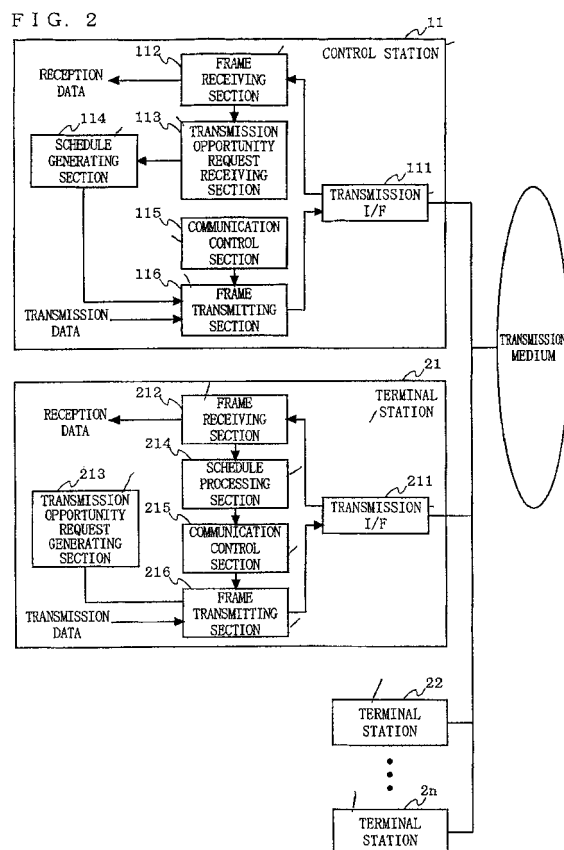 FIG. 2
11
CONTROL STATION
112
FRAME
RECEIVING
SECTION
RECEPTION
DATA
114
SCHEDULE
GENERATING
SECTION
113
TRANSMISSION
OPPORTUNITY
REQUEST
RECEIVING
SECTION
111
TRANSMISSION
I/F
115
COMMUNICATION
CONTROL
SECTION
116
FRAME
TRANSMITTING
SECTION
TRANSMISSION
DATA
TRANSMISSION
MEDIUM
21
TERMINAL
STATION
212
FRAME
RECEIVING
SECTION
RECEPTION
DATA
214
SCHEDULE
PROCESSING
SECTION
213
TRANSMISSION
OPPORTUNITY
REQUEST
GENERATING
SECTION
211
TRANSMISSION
I/F
215
COMMUNICATION
CONTROL
SECTION
216
FRAME
TRANSMITTING
SECTION
TRANSMISSION
DATA
22
TERMINAL
STATION
2n
TERMINAL
STATION